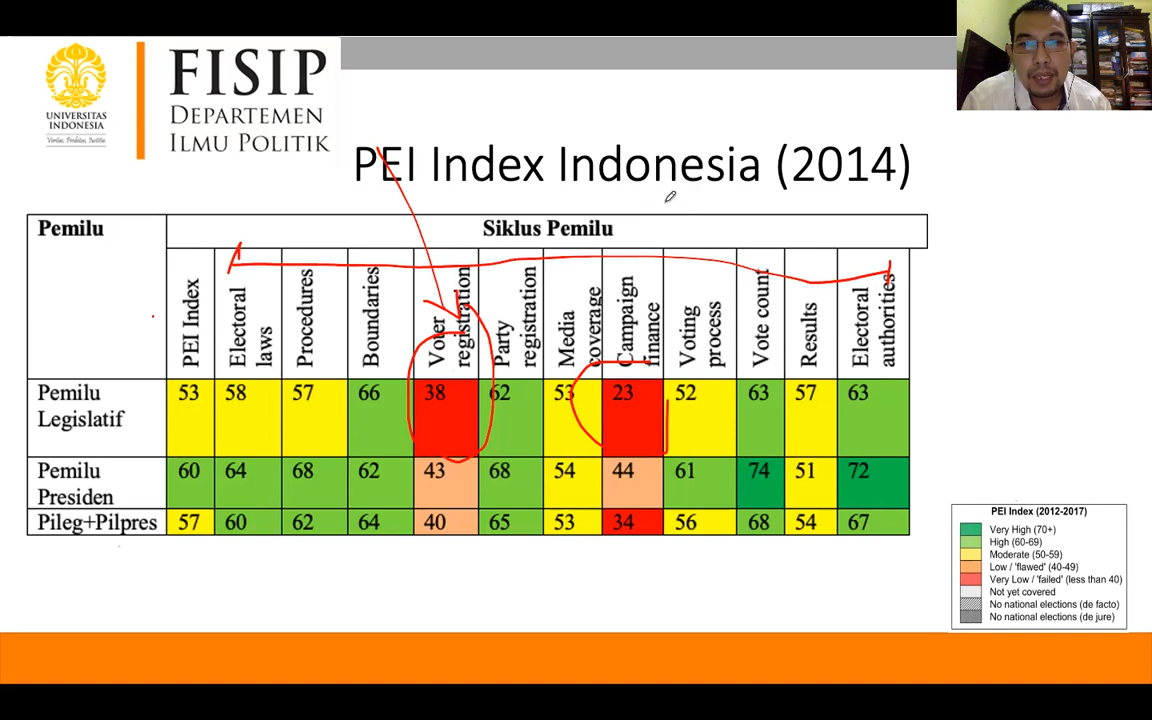 UNIVERSITAS
INDONESIA
Veritas, Probitas, Iustitia
FISIP
DEPARTEMEN
ILMU POLITIK
PEI Index Indonesia (2014)
Pemilu
Siklus Pemilu
PEI Index
Electoral
laws
Procedures
Boundaries
Voter
registration
Party
registration
Media
coverage
Campaign
finance
Voting
process
Vote count
Results
Electoral
authorities
Pemilu
Legislatif
53 58 57 66 38 62 53 23 52 63 57 63
Pemilu
Presiden
60 64 68 62 43 68 54 44 61 74 51 72
Pileg+Pilpres 57 60 62 64 40 65 53 34 56 68 54 67
PEI Index (2012-2017)
Very High (70+)
High (60-69)
Moderate (50-59)
Low / 'flawed' (40-49)
Very Low / 'failed' (less than 40)
Not yet covered
No national elections (de facto)
No national elections (de jure)